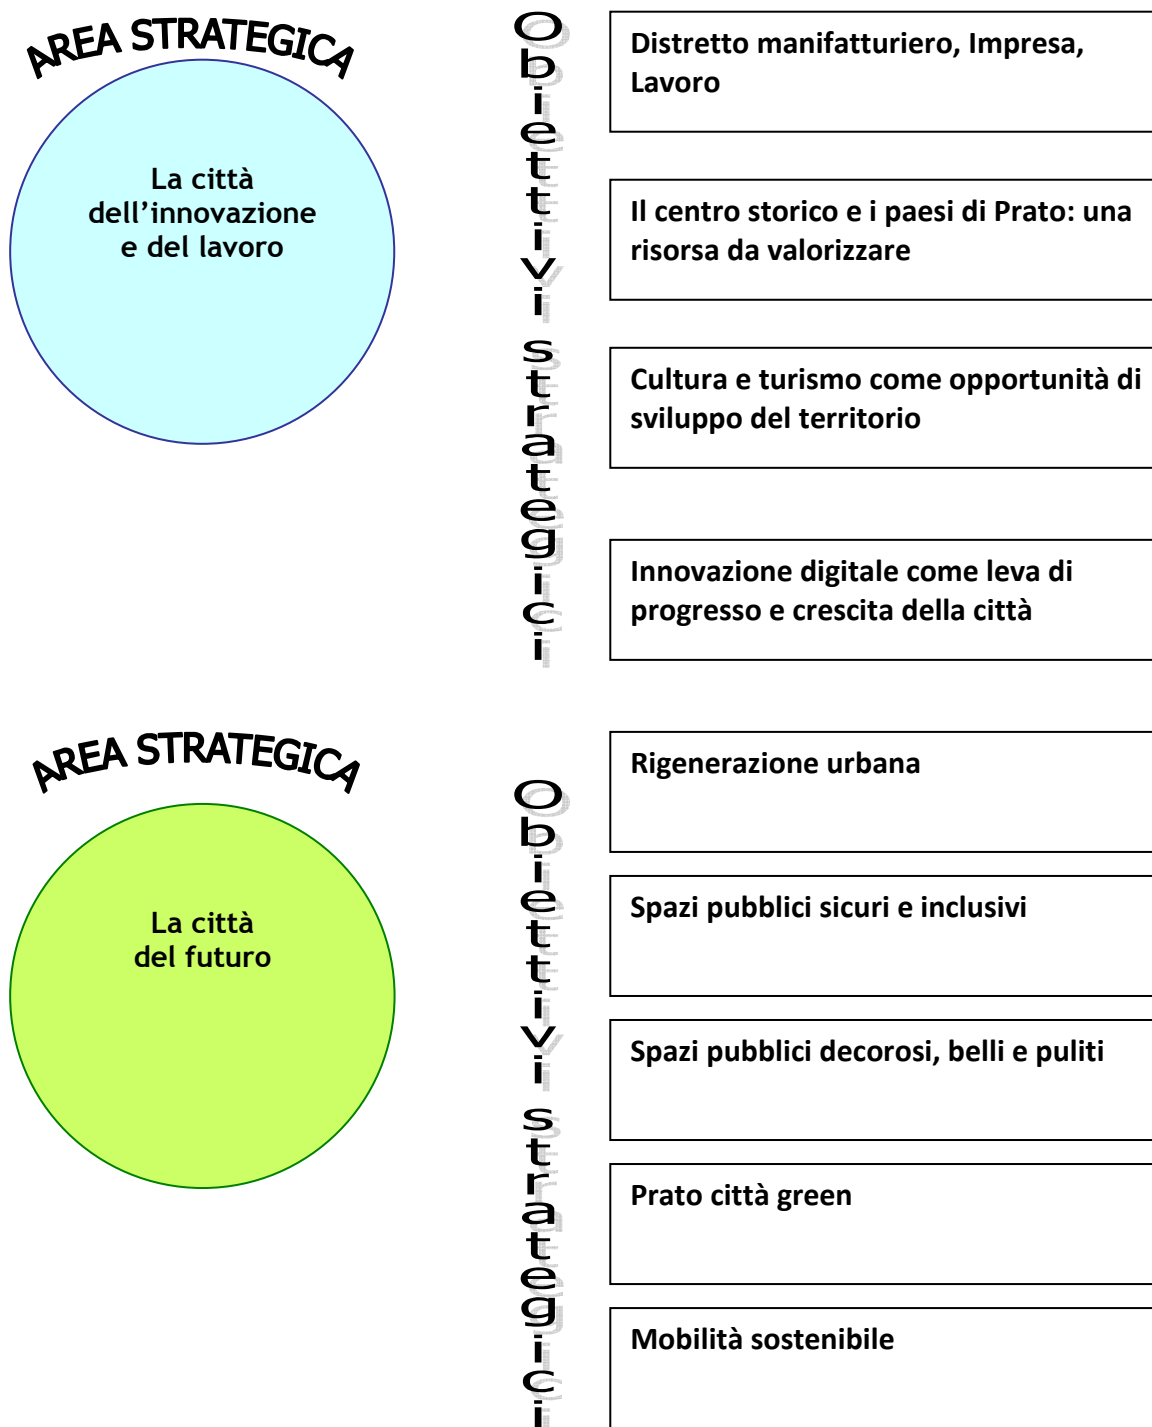 AREA STRATEGICA
La città
dell’innovazione
e del lavoro
Obiettivi strategici
Distretto manifatturiero, Impresa,
Lavoro
Il centro storico e i paesi di Prato: una
risorsa da valorizzare
Cultura e turismo come opportunità di
sviluppo del territorio
Innovazione digitale come leva di
progresso e crescita della città
AREA STRATEGICA
La città
del futuro
Obiettivi strategici
Rigenerazione urbana
Spazi pubblici sicuri e inclusivi
Spazi pubblici decorosi, belli e puliti
Prato città green
Mobilità sostenibile